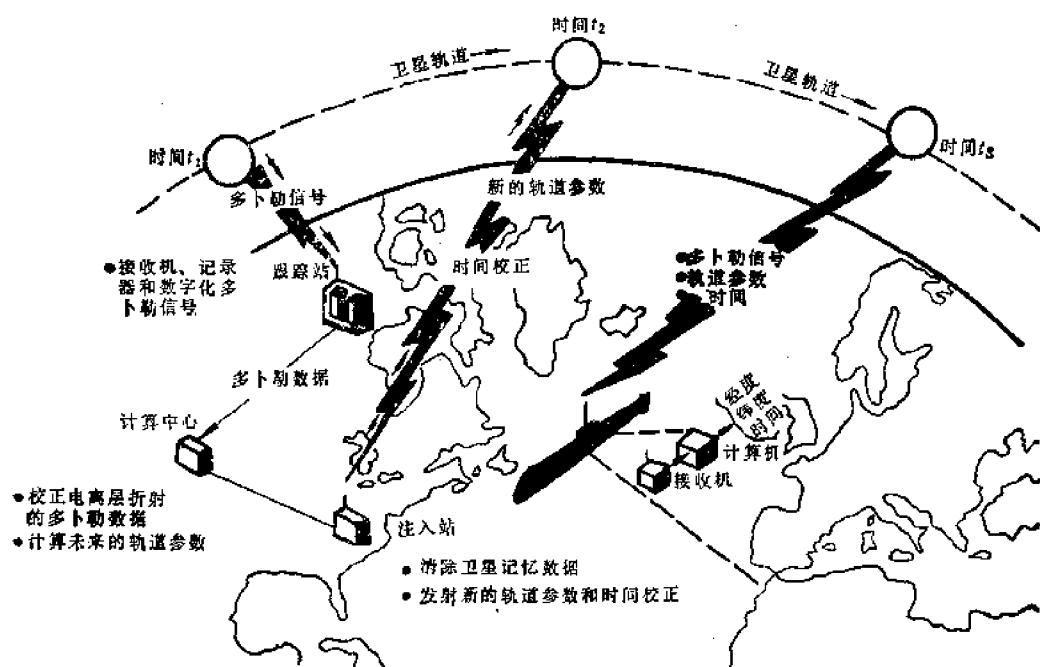 时间t₂
卫星轨道
卫星轨道
时间t₁
时间t₃
多卜勒信号
新的轨道参数
跟踪站
时间校正
●接收机、记录
器和数字化多
卜勒信号
●多卜勒信号
●轨道参数
●时间
多卜勒数据
经度
纬度
时间
计算中心
计算机
接收机
●校正电离层折射
的多卜勒数据
●计算未来的轨道参数
注入站
●消除卫星记忆数据
●发射新的轨道参数和时间校正